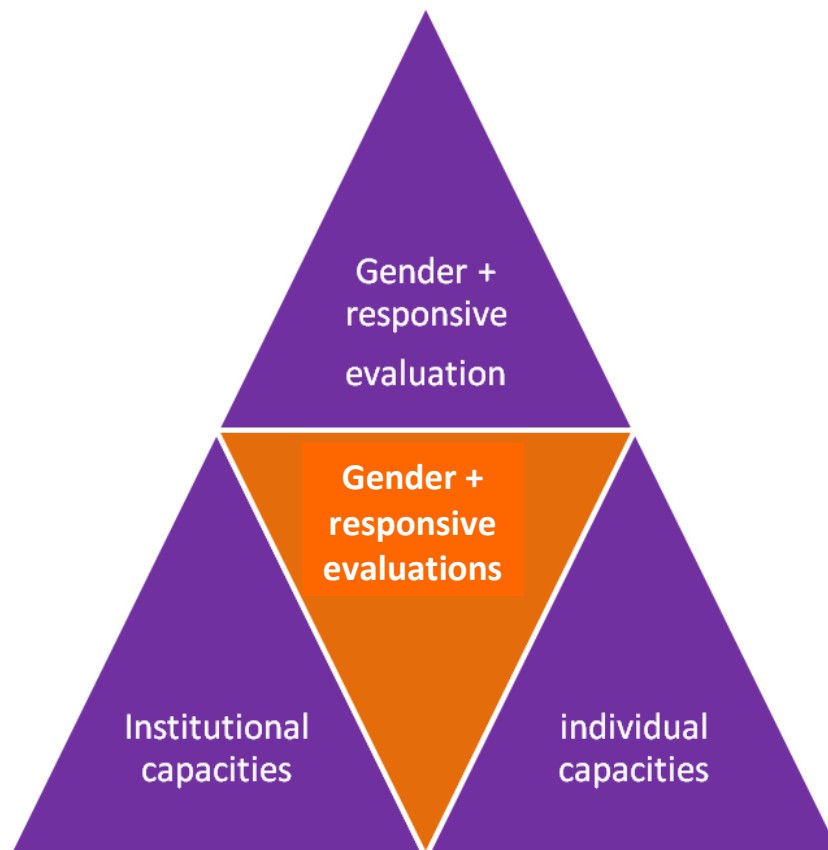 Gender +
responsive
evaluation
Gender +
responsive
evaluations
Institutional
capacities
individual
capacities